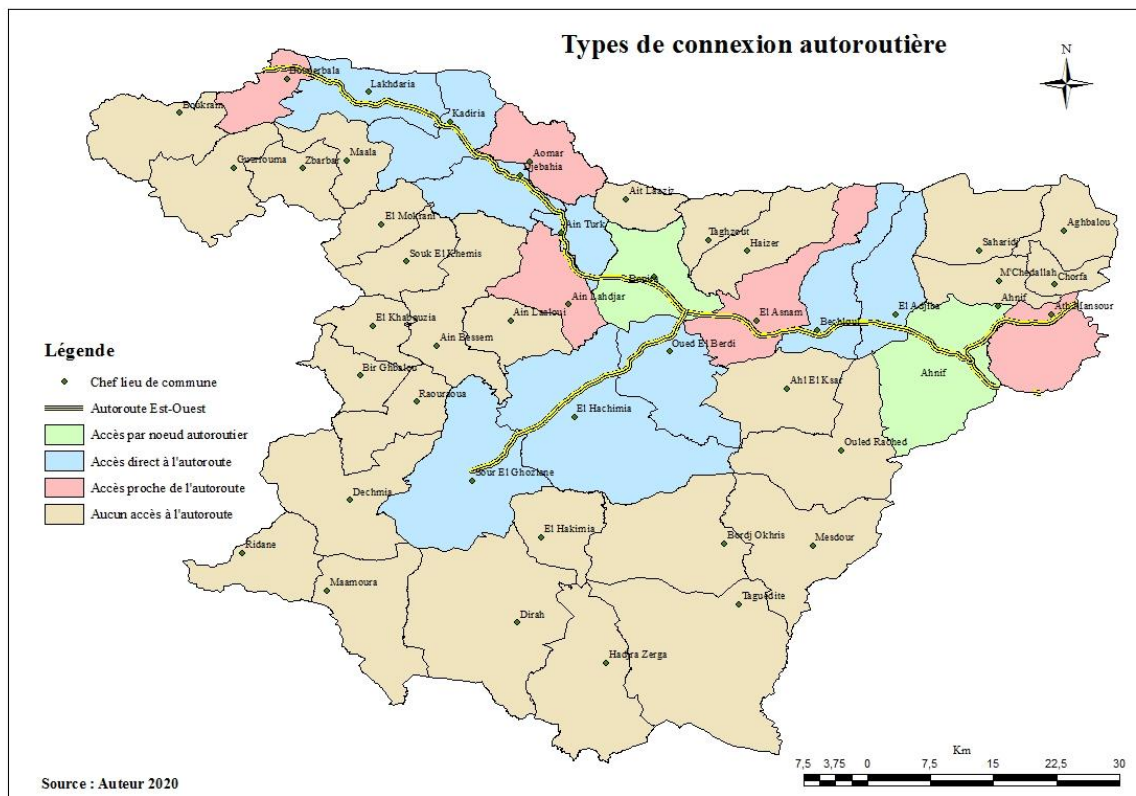 Types de connexion autoroutière
N
Lakhdaria
Boukram
Kadiria
Guerrouma
Zbarbar
Maala
Aomar
Djebahia
Ait Laaziz
El Mokrani
Ain Turk
Taghzout
Haizer
Aghbalou
Saharidj
Souk El Khemis
M'Chedallah
Chorfa
Ain Lahdjar
Ahnif
Ath Mansour
El Khabouzia
Ain Laaloui
El Asnam
El Adjiba
Ain Bessem
Oued El Berdi
Bir Ghbalou
Ahnif
Raouraoua
Ahl El Ksar
El Hachimia
Ouled Rached
Sour El Ghozlane
Dechmia
El Hakimia
Bordj Okhris
Mesdour
Ridane
Maamoura
Taguedite
Dirah
Hadjra Zerga
Légende
Chef lieu de commune
Autoroute Est-Ouest
Accès par noeud autoroutier
Accès direct à l'autoroute
Accès proche de l'autoroute
Aucun accès à l'autoroute
Km
7,5 3,75 0 7,5 15 22,5 30
Source : Auteur 2020